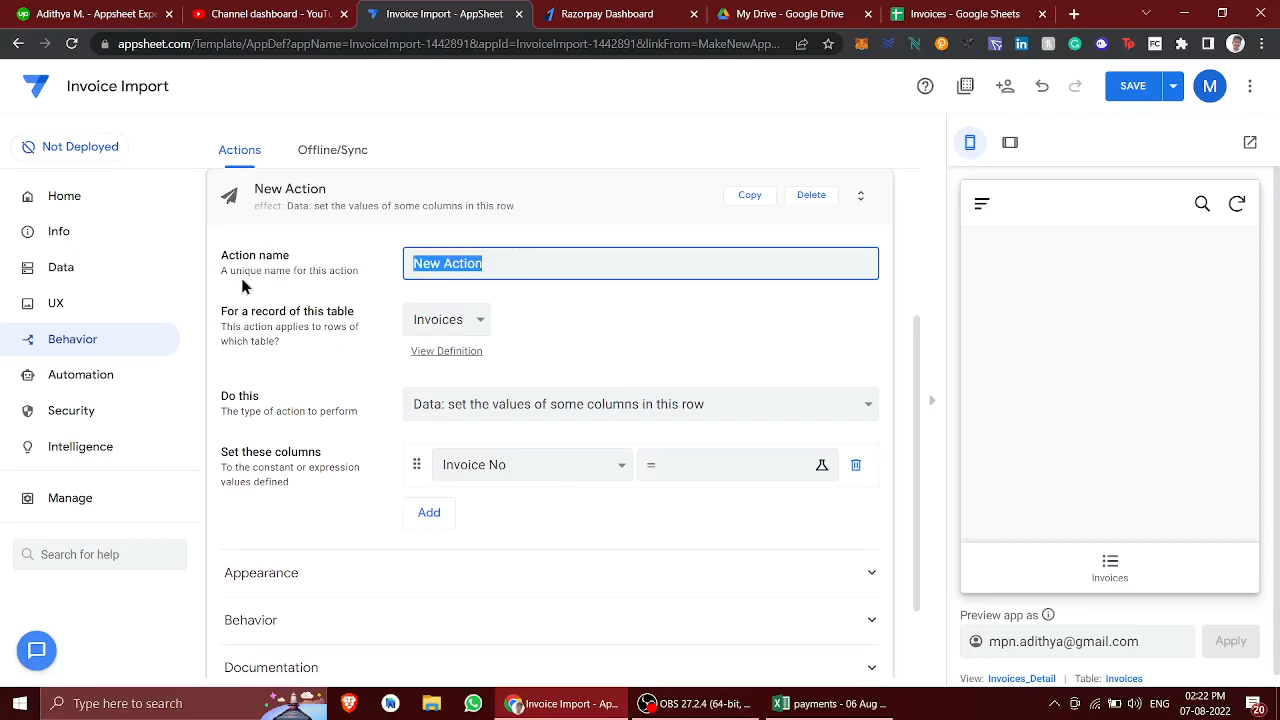 Adithya M. - Appsheet Expe
Channel dashboard - YouTu
Invoice Import - AppSheet
Razorpay Dashboard
My Drive - Google Drive
Invoices - Google Sheets
appsheet.com/Template/AppDef?appName=InvoiceImport-1442891&appId=InvoiceImport-1442891&linkFrom=MakeNewApp...
Invoice Import
SAVE
M
Not Deployed
Actions
Offline/Sync
Home
Info
Data
UX
Behavior
Automation
Security
Intelligence
Manage
Search for help
New Action
effect: Data: set the values of some columns in this row
Copy
Delete
Action name
A unique name for this action
New Action
For a record of this table
This action applies to rows of
which table?
Invoices
View Definition
Do this
The type of action to perform
Data: set the values of some columns in this row
Set these columns
To the constant or expression
values defined
Invoice No
=
Add
Appearance
Behavior
Documentation
Invoices
Preview app as
mpn.adithya@gmail.com
Apply
View: Invoices_Detail | Table: Invoices
Type here to search
Invoice Import - Ap...
OBS 27.2.4 (64-bit, ...
payments - 06 Aug ...
ENG
02:22 PM
07-08-2022
20